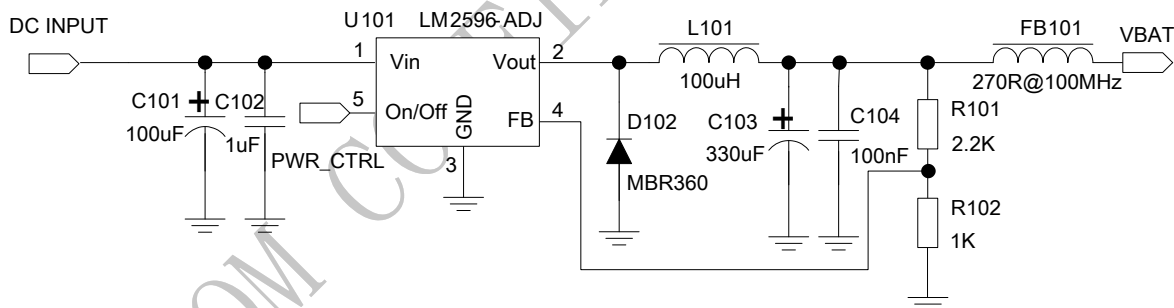 DC INPUT
U101
LM2596-ADJ
L101
FB101
VBAT
1
Vin
Vout
2
100uH
270R@100MHz
C101
C102
5
On/Off
GND
FB
4
D102
C103
C104
R101
2.2K
100uF
1uF
PWR_CTRL
3
330uF
100nF
MBR360
R102
1K